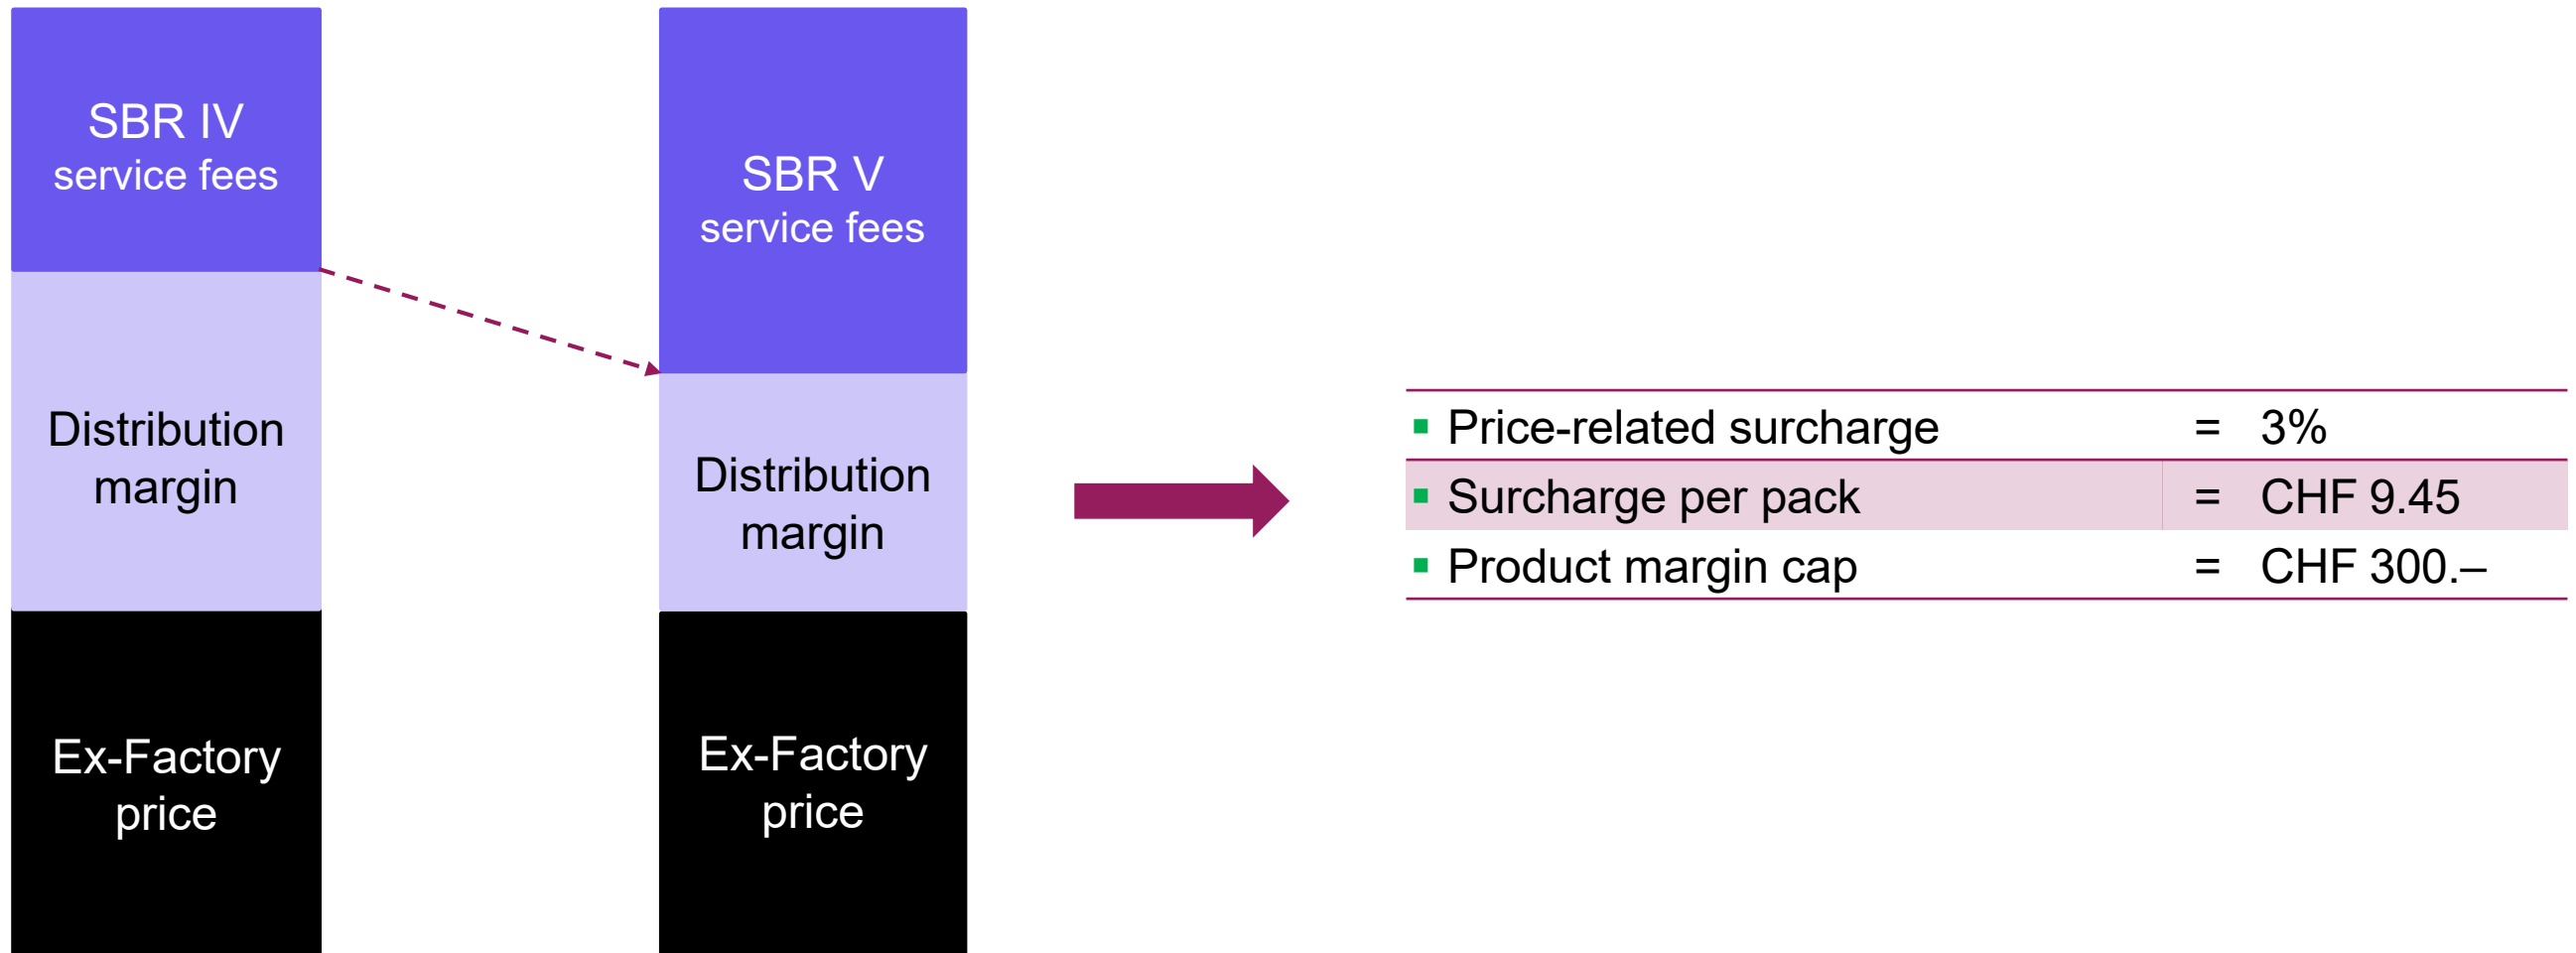 SBR IV
service fees
Distribution
margin
Ex-Factory
price
SBR V
service fees
Distribution
margin
Ex-Factory
price
▪ Price-related surcharge = 3%
▪ Surcharge per pack = CHF 9.45
▪ Product margin cap = CHF 300.–